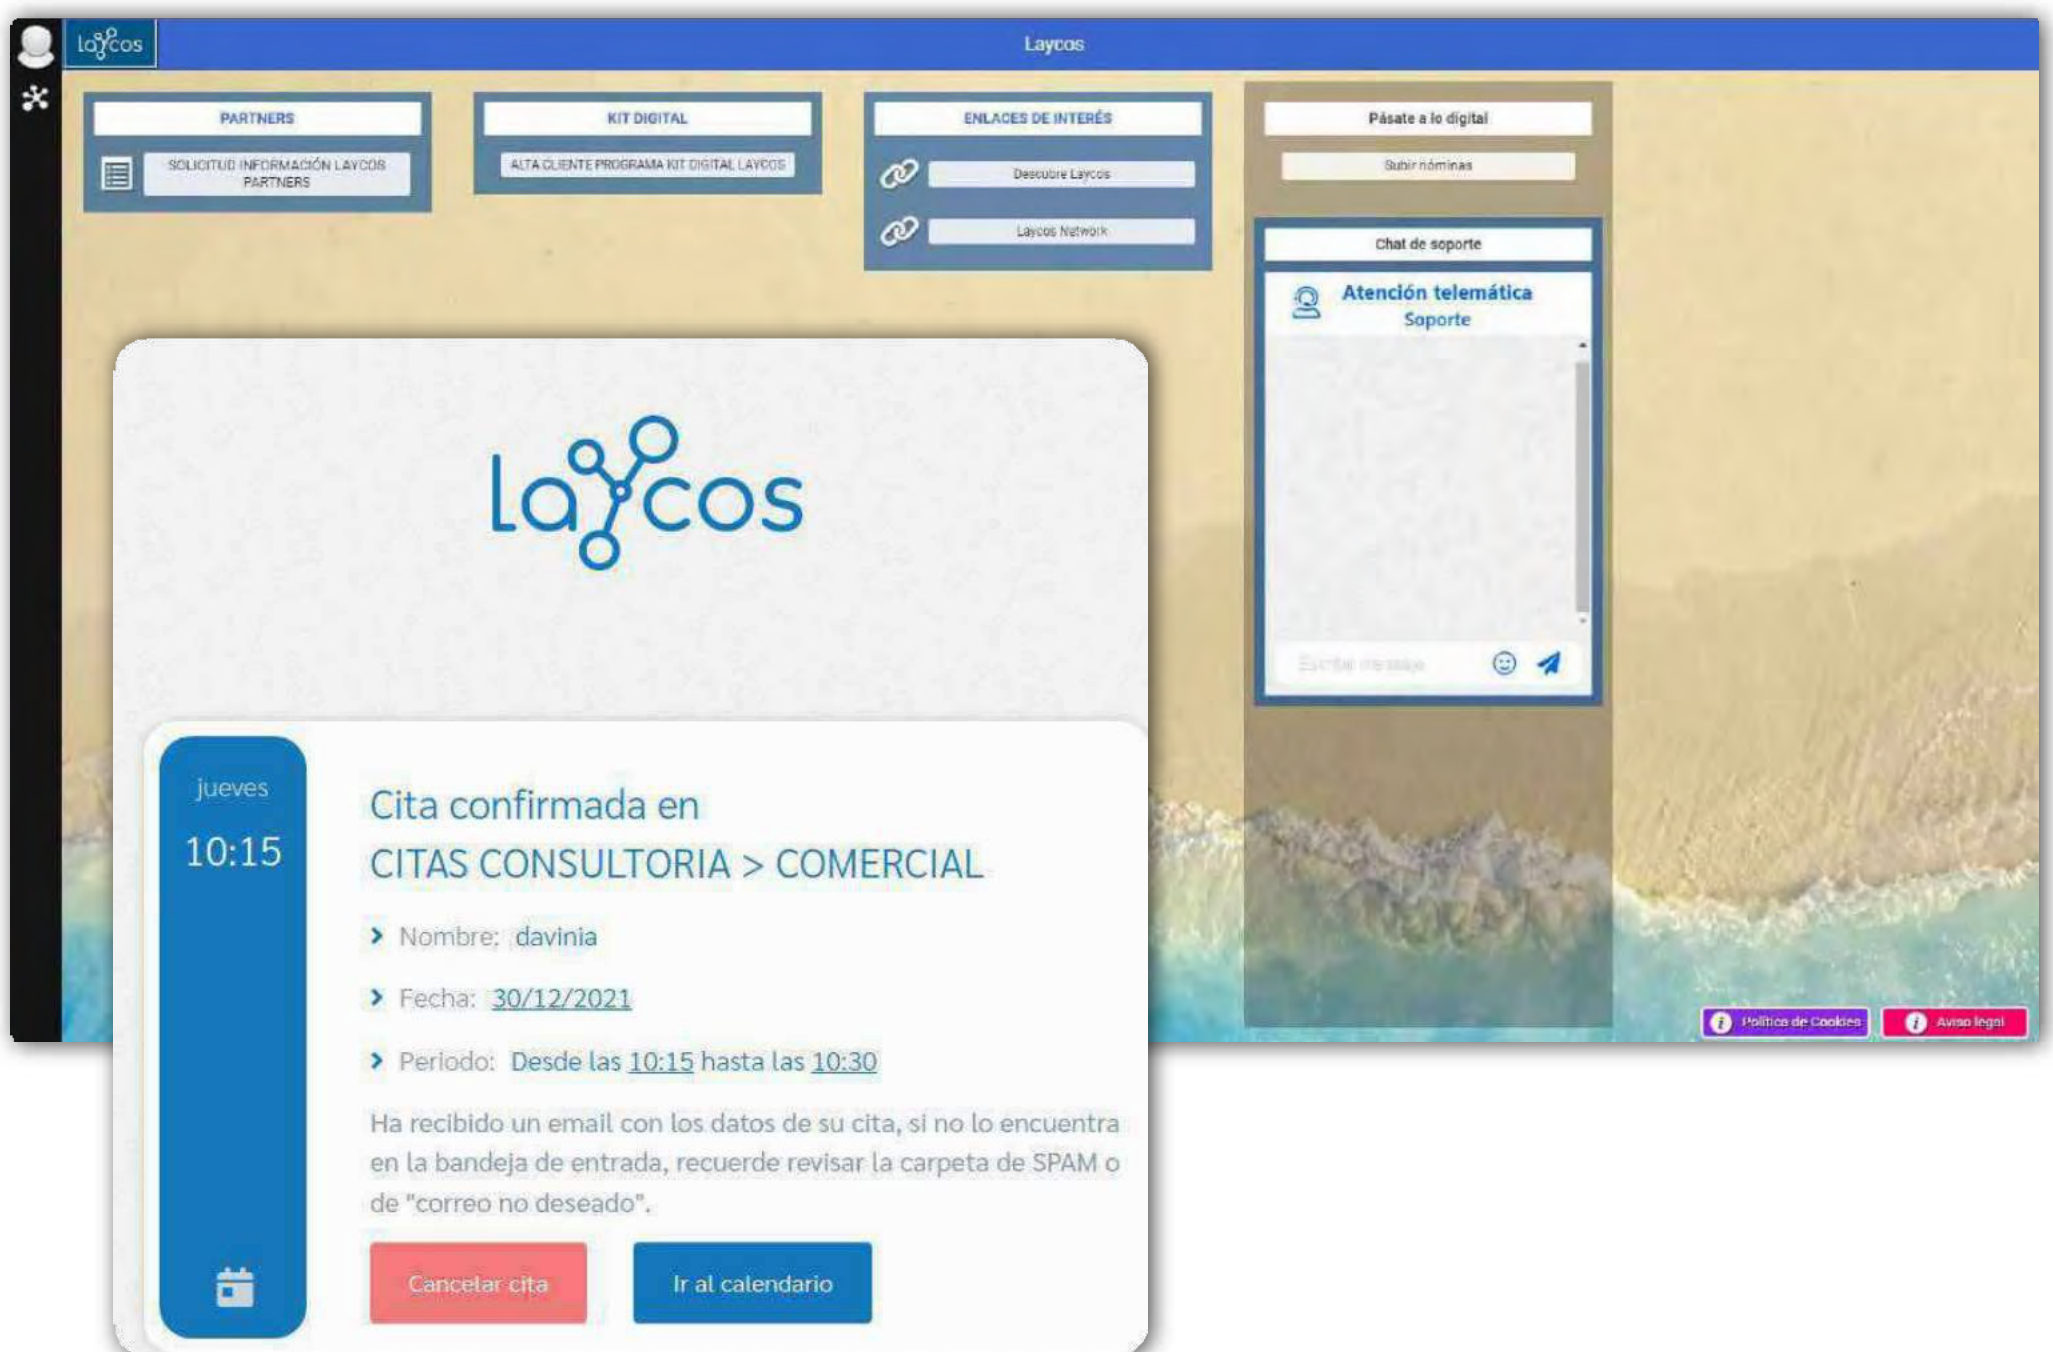 laycos
Laycos
PARTNERS
SOLICITUD INFORMACIÓN LAYCOS
PARTNERS
KIT DIGITAL
ALTA CLIENTE PROGRAMA KIT DIGITAL LAYCOS
ENLACES DE INTERÉS
Descubre Laycos
Laycos Network
Pásate a lo digital
Subir nóminas
Chat de soporte
Atención telemática
Soporte
Escribir mensaje
laycos
jueves
10:15
Cita confirmada en
CITAS CONSULTORIA > COMERCIAL
Nombre: davinia
Fecha: 30/12/2021
Periodo: Desde las 10:15 hasta las 10:30
Ha recibido un email con los datos de su cita, si no lo encuentra
en la bandeja de entrada, recuerde revisar la carpeta de SPAM o
de "correo no deseado".
Cancelar cita
Ir al calendario
Política de Cookies
Aviso legal